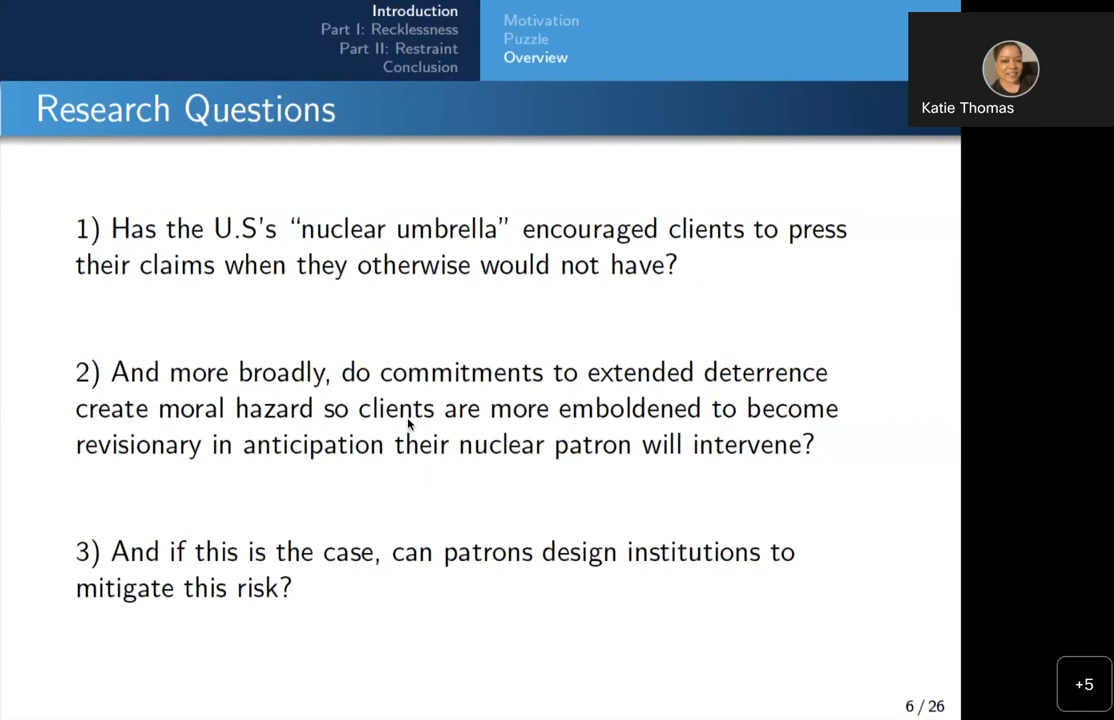 Introduction
Part I: Recklessness
Part II: Restraint
Conclusion
Motivation
Puzzle
Overview
Katie Thomas
Research Questions
1) Has the U.S's “nuclear umbrella” encouraged clients to press
their claims when they otherwise would not have?
2) And more broadly, do commitments to extended deterrence
create moral hazard so clients are more emboldened to become
revisionary in anticipation their nuclear patron will intervene?
3) And if this is the case, can patrons design institutions to
mitigate this risk?
6 / 26
+5